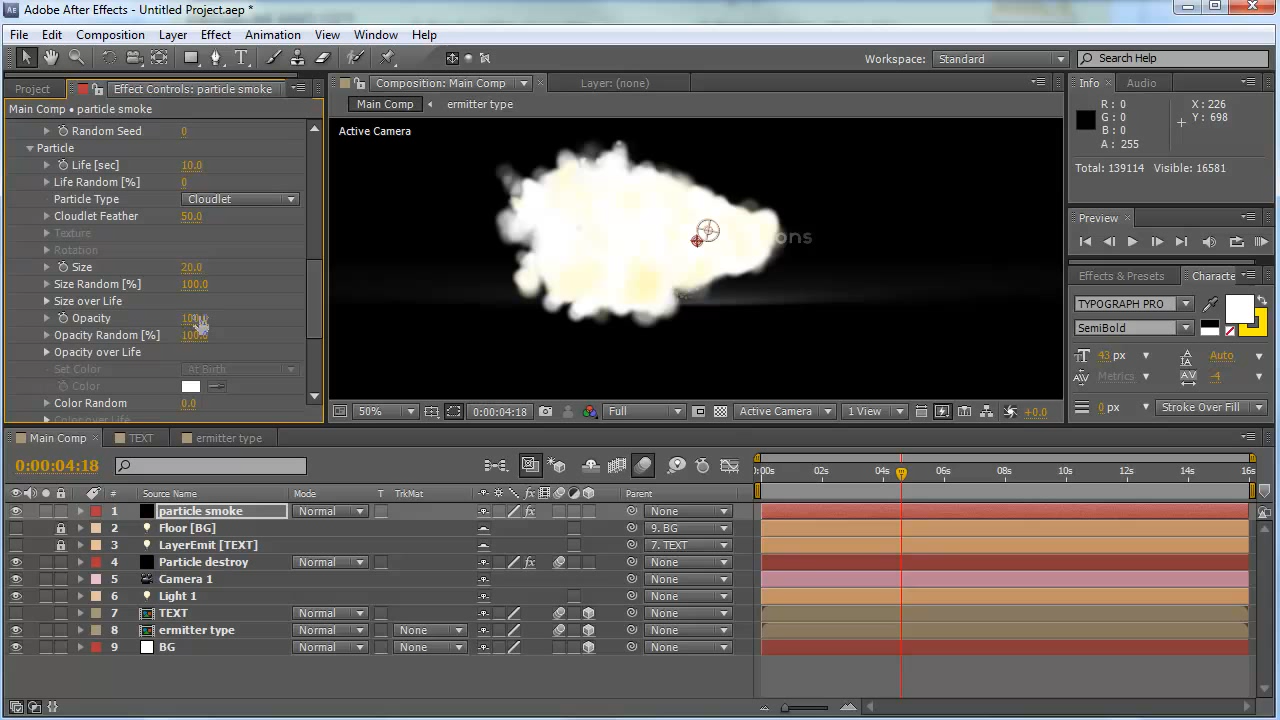 Adobe After Effects - Untitled Project.aep *
File Edit Composition Layer Effect Animation View Window Help
Workspace: Standard Search Help
Project Effect Controls: particle smoke
Main Comp • particle smoke
Random Seed 0
Particle
Life [sec] 10.0
Life Random [%] 0
Particle Type Cloudlet
Cloudlet Feather 50.0
Texture
Rotation
Size 20.0
Size Random [%] 100.0
Size over Life
Opacity
Opacity Random [%] 100.0
Opacity over Life
Set Color At Birth
Color
Color Random 0.0
Color over Life
Composition: Main Comp Layer: (none)
Main Comp ermitter type
Active Camera
ons
50% 0:00:04:18 Full Active Camera 1 View +0.0
Info Audio
R : 0 X : 226
G : 0 Y : 698
B : 0
A : 255
Total: 139114 Visible: 16581
Preview
Effects & Presets Characte
TYPOGRAPH PRO
SemiBold
43 px Auto
Metrics -4
0 px Stroke Over Fill
Main Comp TEXT ermitter type
0:00:04:18
:00s 02s 04s 06s 08s 10s 12s 14s 16s
# Source Name Mode T TrkMat Parent
1 particle smoke Normal None
2 Floor [BG] 9. BG
3 LayerEmit [TEXT] 7. TEXT
4 Particle destroy Normal None
5 Camera 1 None
6 Light 1 None
7 TEXT Normal None
8 ermitter type Normal None None
9 BG Normal None None